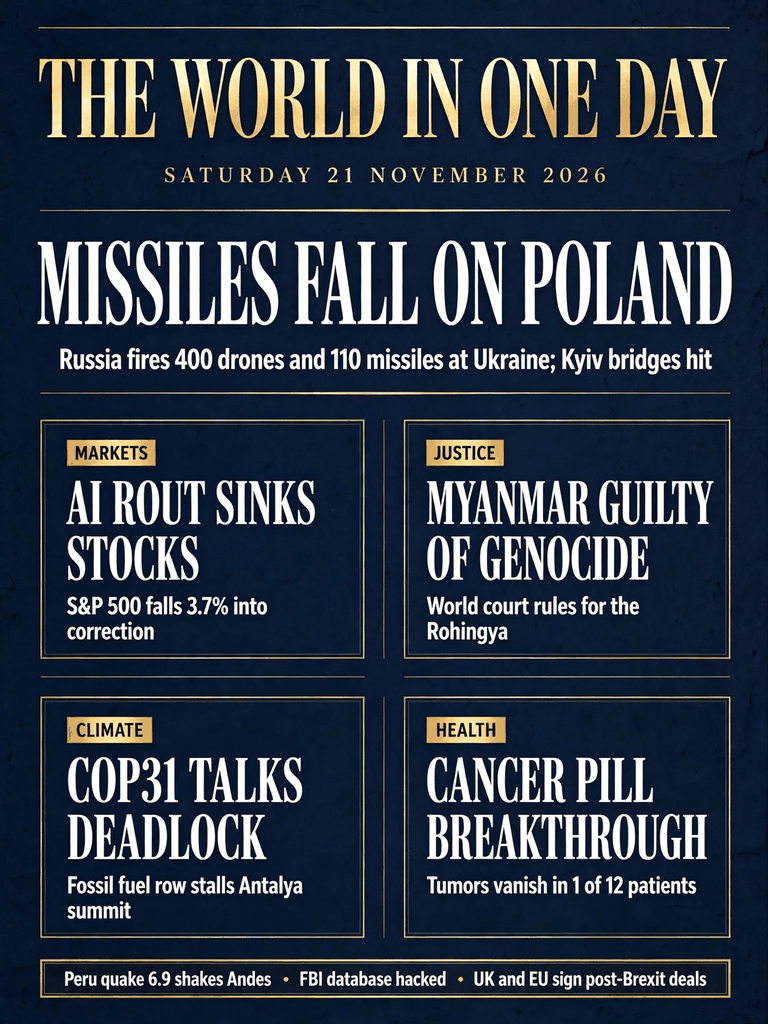 THE WORLD IN ONE DAY
SATURDAY 21 NOVEMBER 2026
MISSILES FALL ON POLAND
Russia fires 400 drones and 110 missiles at Ukraine; Kyiv bridges hit
MARKETS
AI ROUT SINKS
STOCKS
S&P 500 falls 3.7% into
correction
JUSTICE
MYANMAR GUILTY
OF GENOCIDE
World court rules for the
Rohingya
CLIMATE
COP31 TALKS
DEADLOCK
Fossil fuel row stalls Antalya
summit
HEALTH
CANCER PILL
BREAKTHROUGH
Tumors vanish in 1 of 12 patients
Peru quake 6.9 shakes Andes • FBI database hacked • UK and EU sign post-Brexit deals